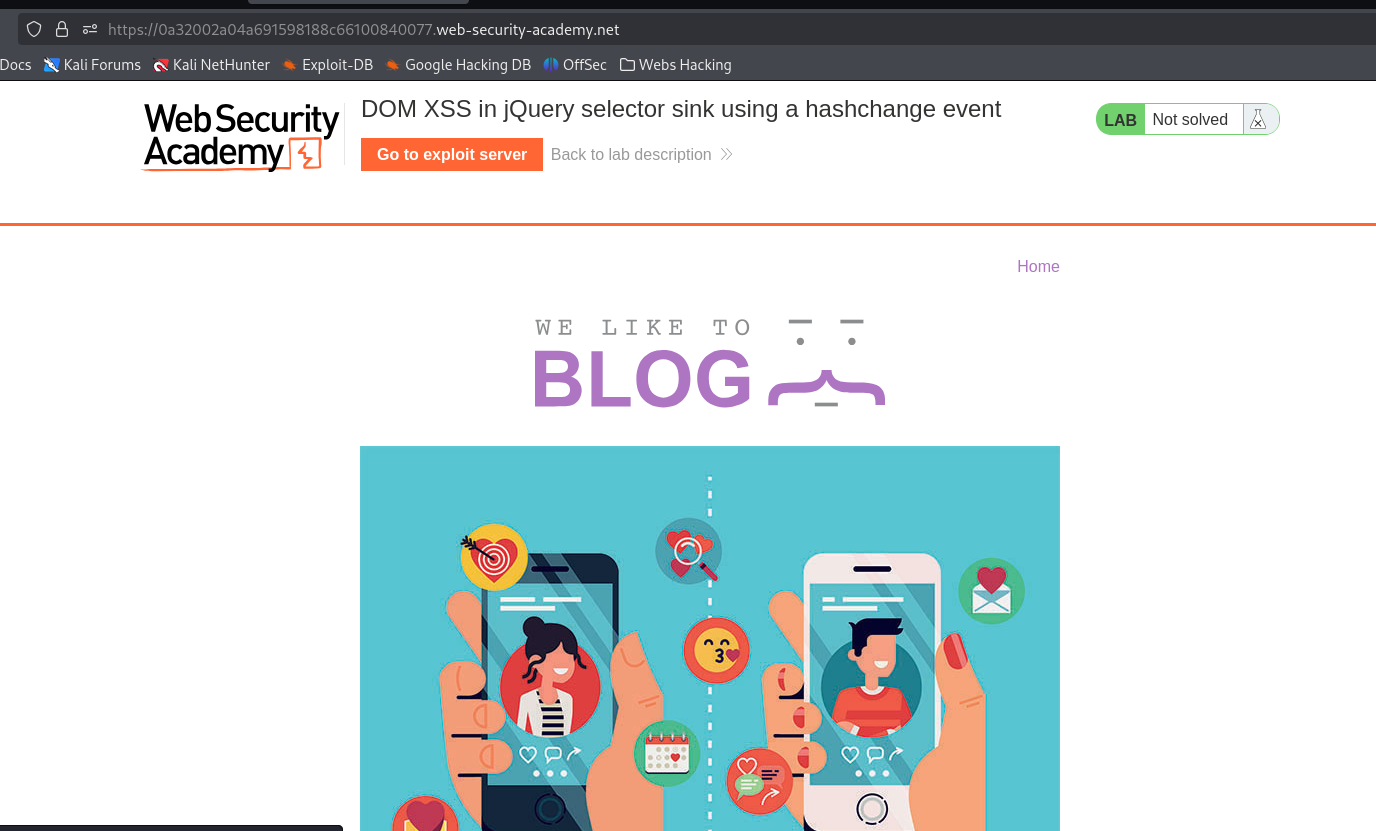 https://0a32002a04a691598188c66100840077.web-security-academy.net
Docs Kali Forums Kali NetHunter Exploit-DB Google Hacking DB OffSec Webs Hacking
Web Security
Academy
DOM XSS in jQuery selector sink using a hashchange event
Go to exploit server
Back to lab description
LAB Not solved
Home
WE LIKE TO
BLOG